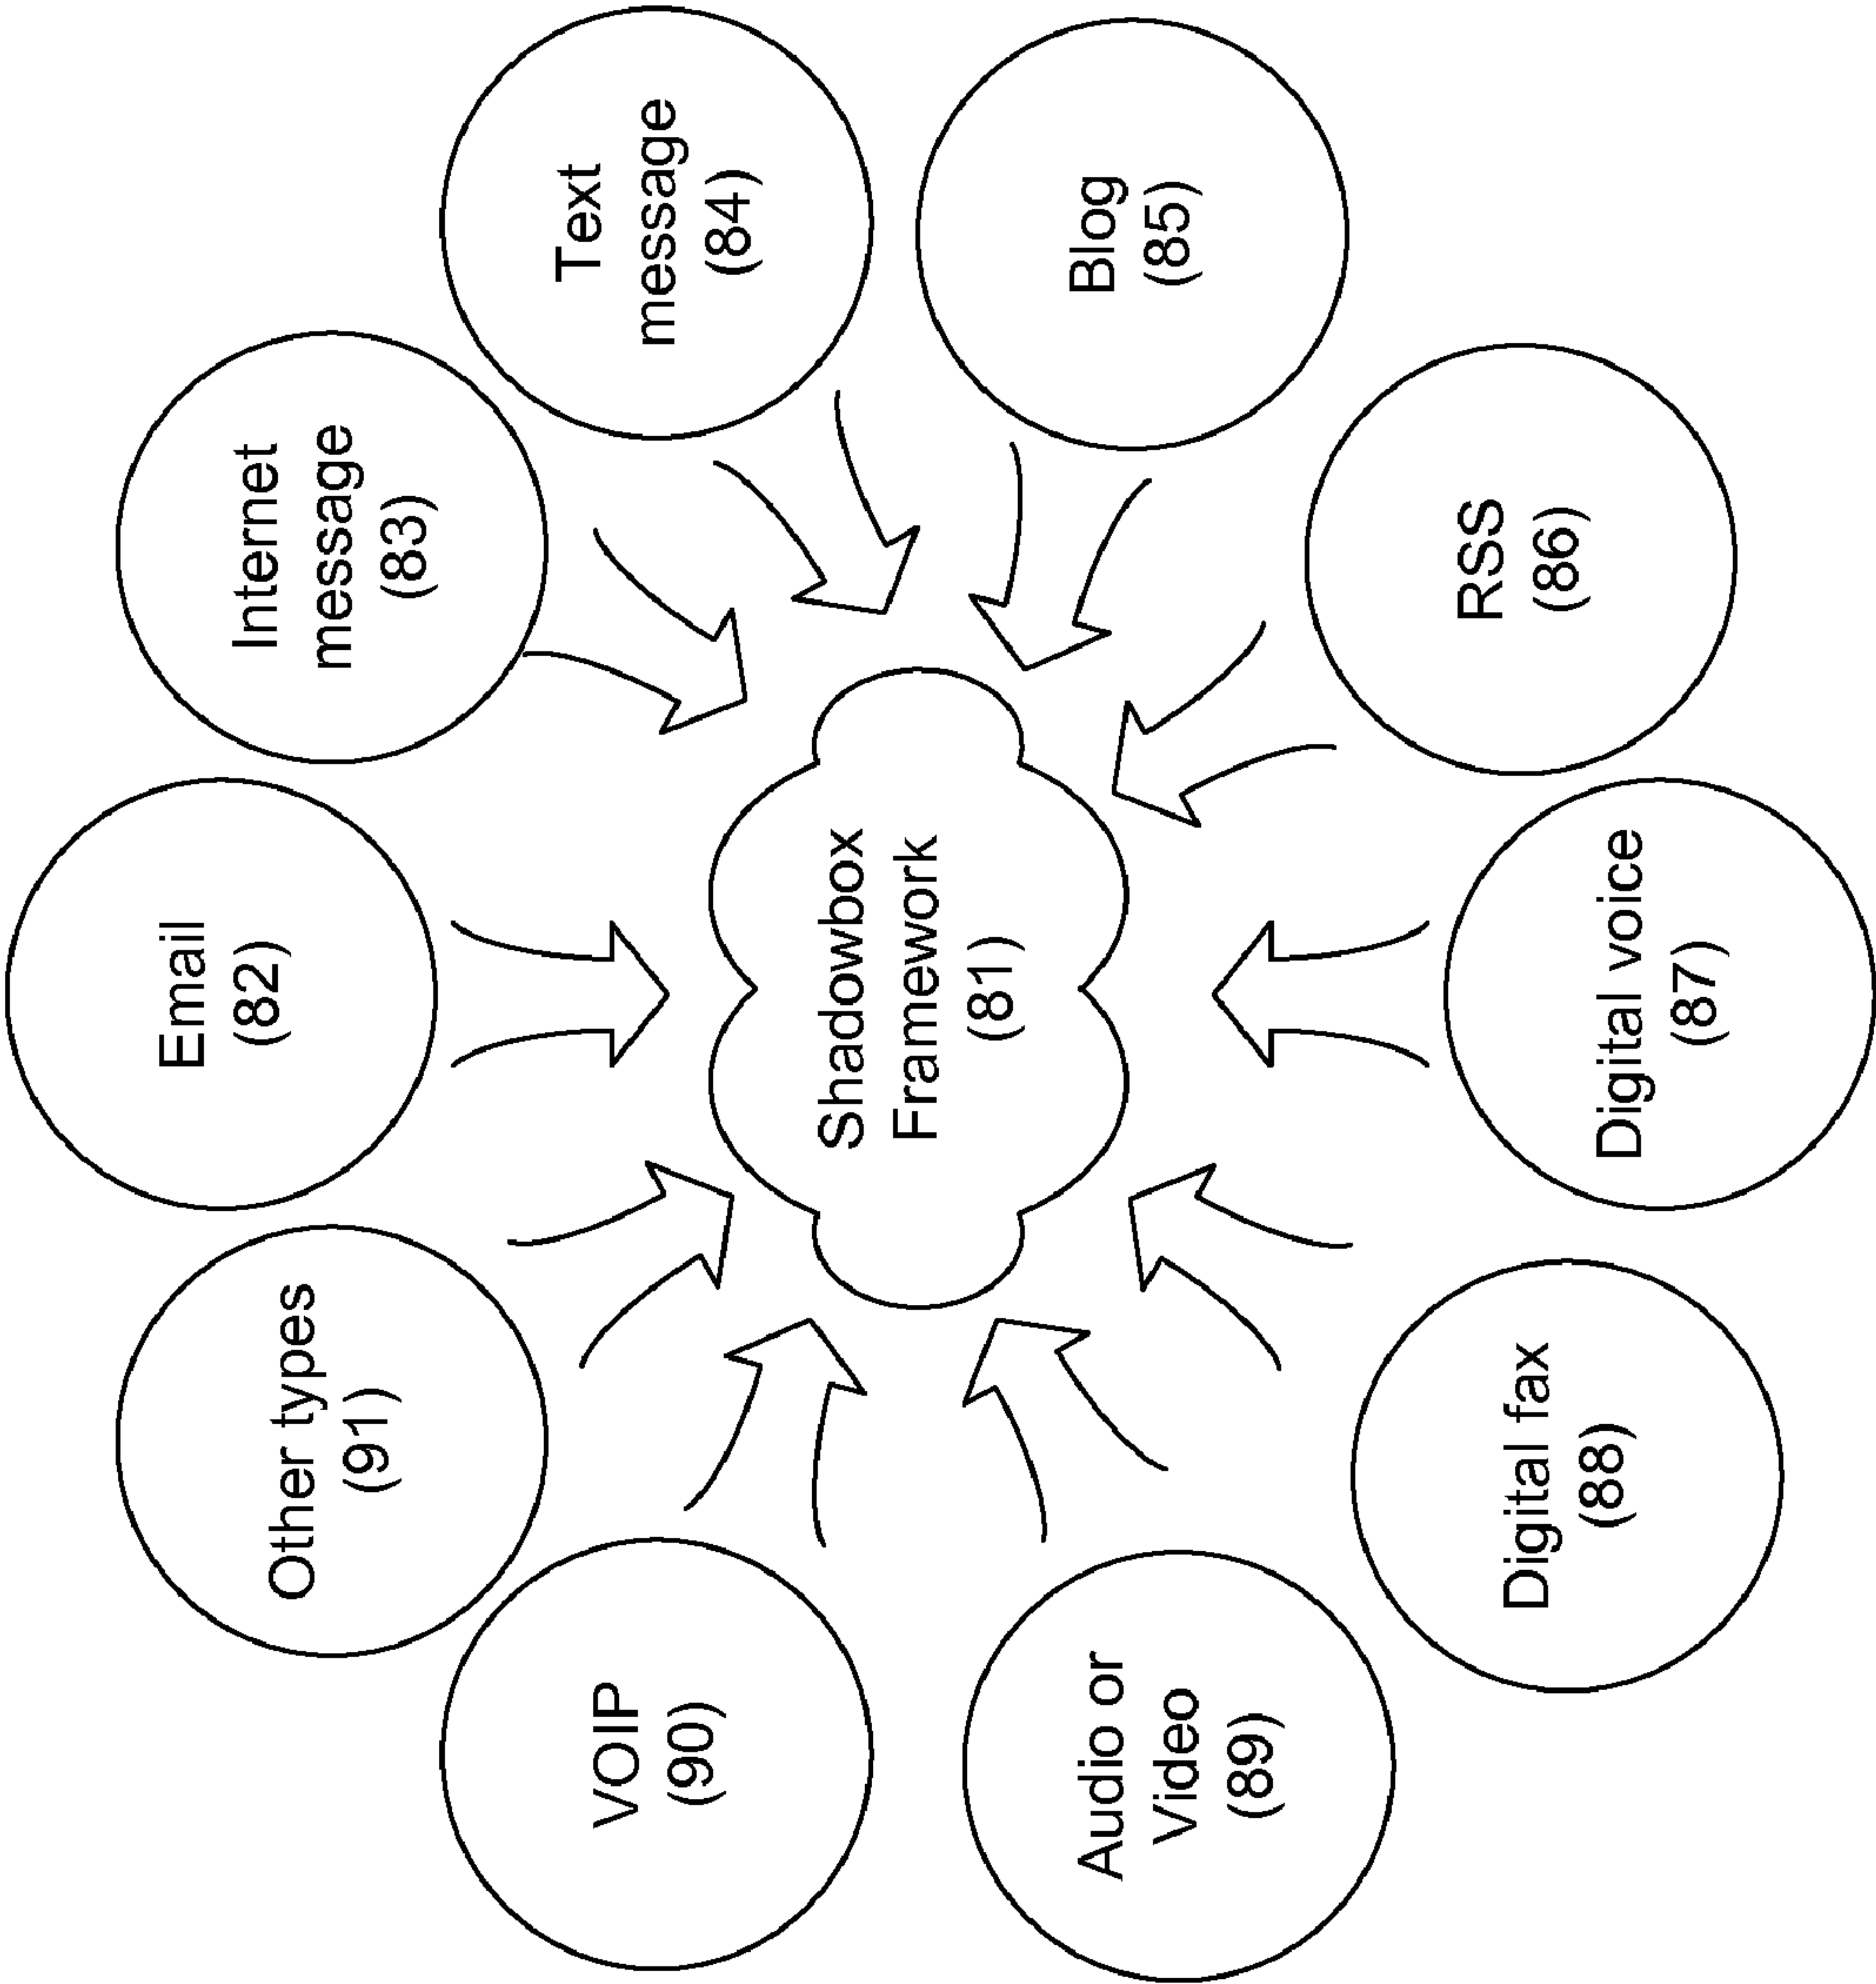 Email
(82)
Internet
message
(83)
Text
message
(84)
Blog
(85)
RSS
(86)
Digital voice
(87)
Digital fax
(88)
Audio or
Video
(89)
VOIP
(90)
Other types
(91)
Shadowbox
Framework
(81)